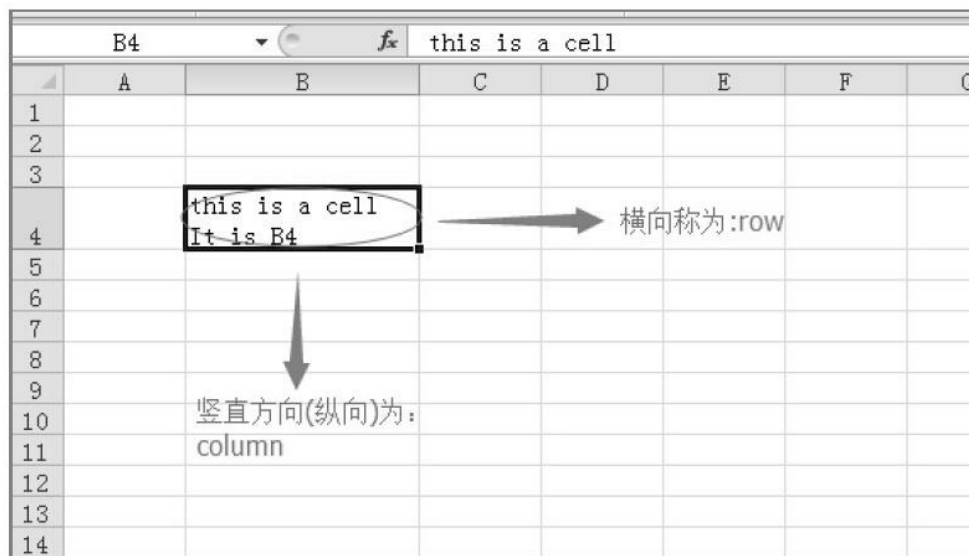 B4 fx this is a cell
A B C D E F
1
2
3
this is a cell
4 It is B4
横向称为:row
5
6
7
8
9
竖直方向(纵向)为：
10
column
11
12
13
14